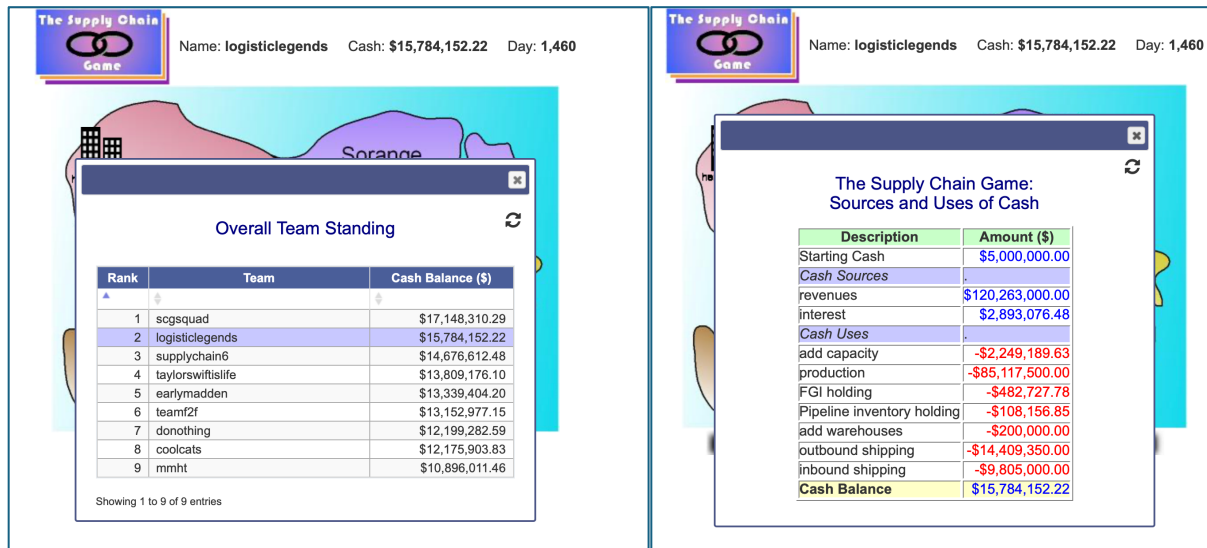 The Supply Chain
Game
Name: logisticlegends Cash: $15,784,152.22 Day: 1,460
Sorange
Overall Team Standing
Rank Team Cash Balance ($)
1 scgsquad $17,148,310.29
2 logisticlegends $15,784,152.22
3 supplychain6 $14,676,612.48
4 taylorswiftislife $13,809,176.10
5 earlymadden $13,339,404.20
6 teamf2f $13,152,977.15
7 donothing $12,199,282.59
8 coolcats $12,175,903.83
9 mmht $10,896,011.46
Showing 1 to 9 of 9 entries
The Supply Chain
Game
Name: logisticlegends Cash: $15,784,152.22 Day: 1,460
The Supply Chain Game:
Sources and Uses of Cash
Description Amount ($)
Starting Cash $5,000,000.00
Cash Sources .
revenues $120,263,000.00
interest $2,893,076.48
Cash Uses .
add capacity -$2,249,189.63
production -$85,117,500.00
FGI holding -$482,727.78
Pipeline inventory holding -$108,156.85
add warehouses -$200,000.00
outbound shipping -$14,409,350.00
inbound shipping -$9,805,000.00
Cash Balance $15,784,152.22